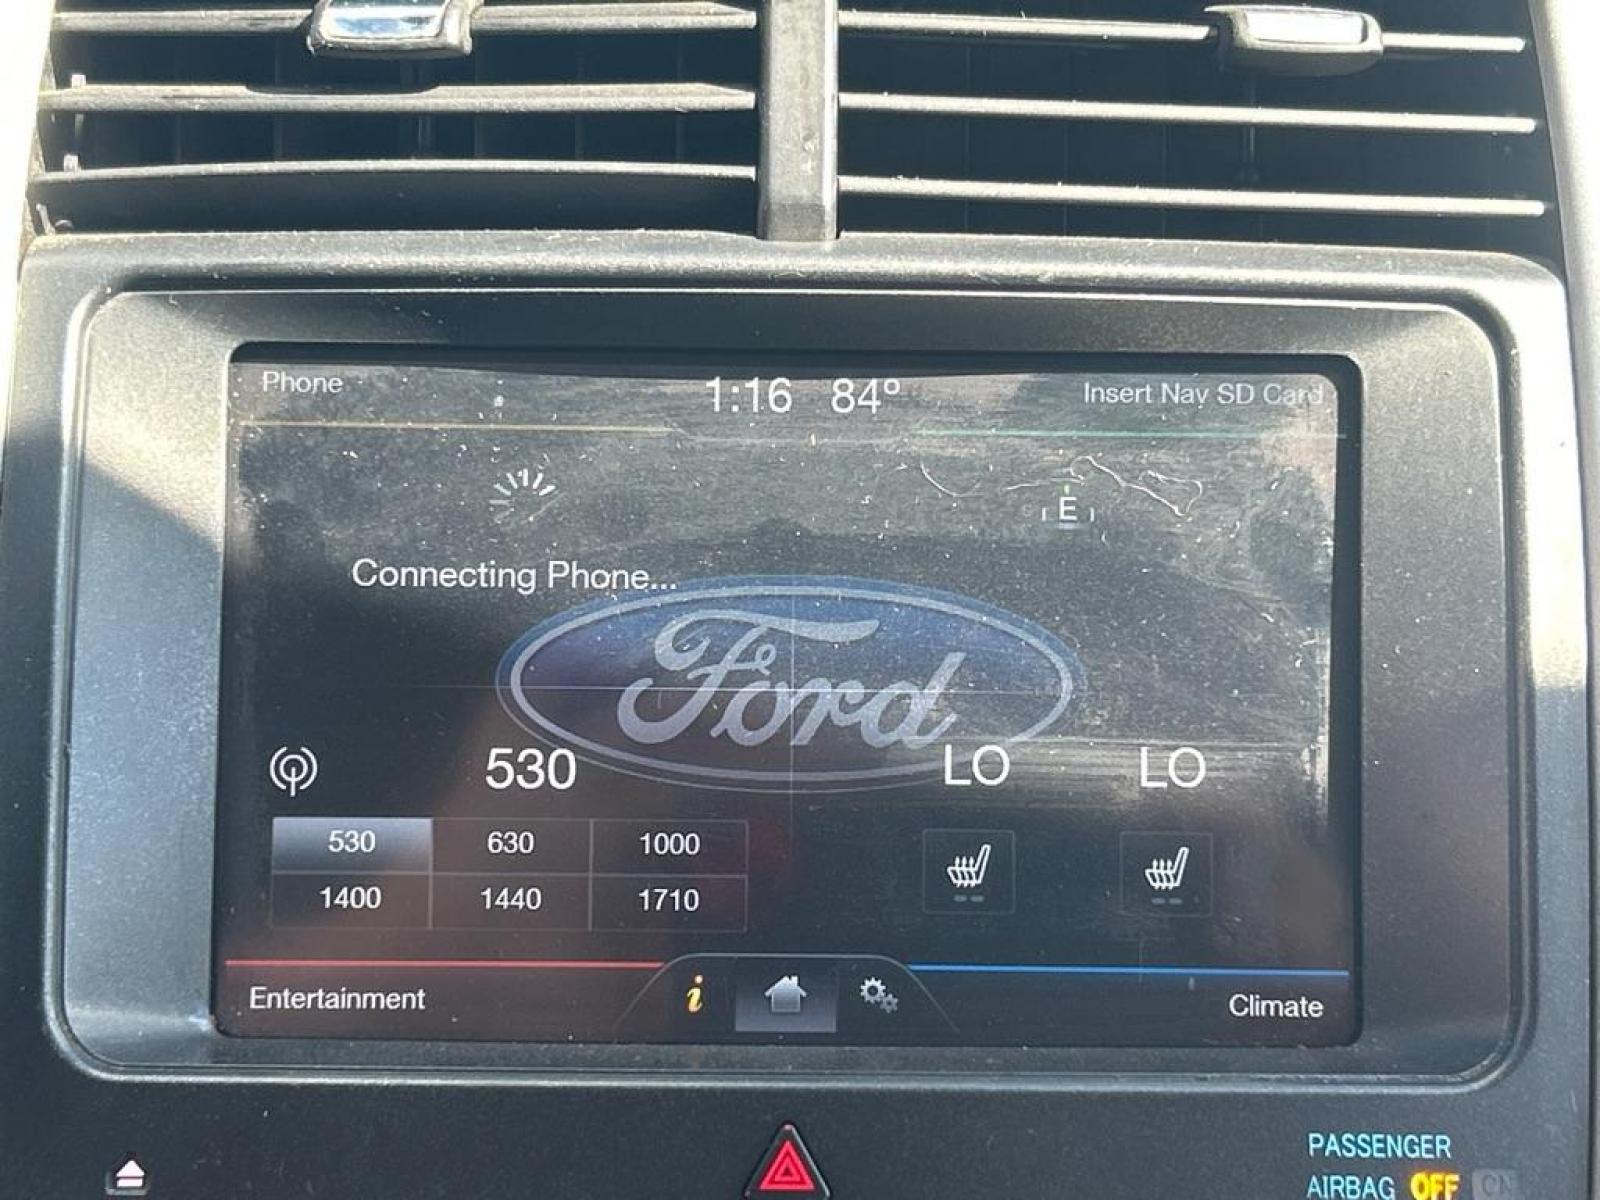 Phone
1:16 84°
Insert Nav SD Card
E
Connecting Phone...
Ford
530
LO LO
530 630 1000
1400 1440 1710
Entertainment
i
Climate
PASSENGER
AIRBAG OFF ON